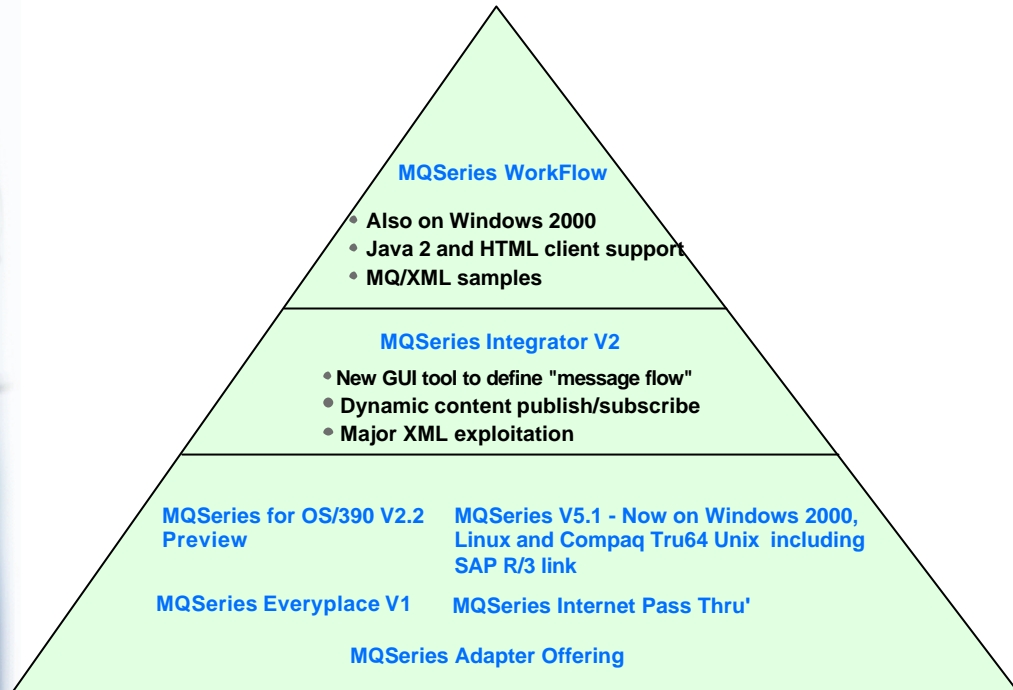 MQSeries WorkFlow
Also on Windows 2000
Java 2 and HTML client support
MQ/XML samples
MQSeries Integrator V2
New GUI tool to define "message flow"
Dynamic content publish/subscribe
Major XML exploitation
MQSeries for OS/390 V2.2
Preview
MQSeries V5.1 - Now on Windows 2000,
Linux and Compaq Tru64 Unix including
SAP R/3 link
MQSeries Everyplace V1
MQSeries Internet Pass Thru'
MQSeries Adapter Offering